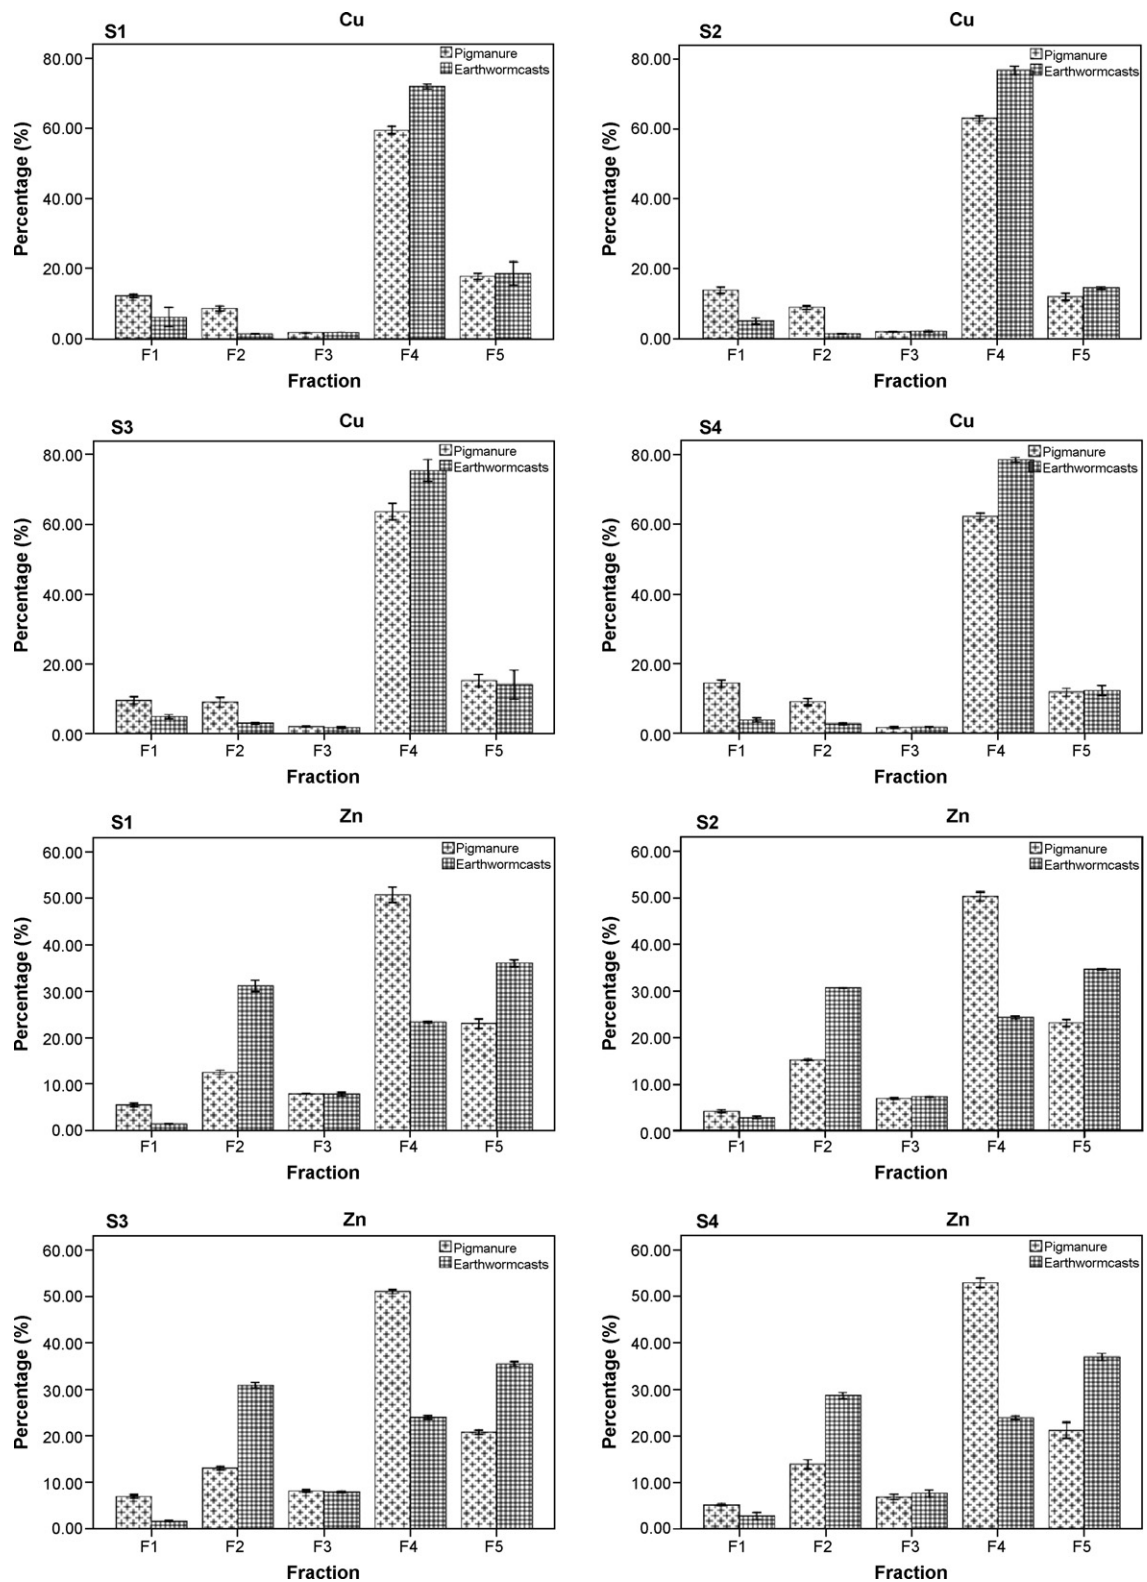 S1
Cu
Pigmanure
Earthwormcasts
Percentage (%)
80.00
60.00
40.00
20.00
0.00
F1 F2 F3 F4 F5
Fraction
S2
Cu
Pigmanure
Earthwormcasts
Percentage (%)
80.00
60.00
40.00
20.00
0.00
F1 F2 F3 F4 F5
Fraction
S3
Cu
Pigmanure
Earthwormcasts
Percentage (%)
80.00
60.00
40.00
20.00
0.00
F1 F2 F3 F4 F5
Fraction
S4
Cu
Pigmanure
Earthwormcasts
Percentage (%)
80.00
60.00
40.00
20.00
0.00
F1 F2 F3 F4 F5
Fraction
S1
Zn
Pigmanure
Earthwormcasts
Percentage (%)
60.00
50.00
40.00
30.00
20.00
10.00
0.00
F1 F2 F3 F4 F5
Fraction
S2
Zn
Pigmanure
Earthwormcasts
Percentage (%)
60.00
50.00
40.00
30.00
20.00
10.00
0.00
F1 F2 F3 F4 F5
Fraction
S3
Zn
Pigmanure
Earthwormcasts
Percentage (%)
60.00
50.00
40.00
30.00
20.00
10.00
0.00
F1 F2 F3 F4 F5
Fraction
S4
Zn
Pigmanure
Earthwormcasts
Percentage (%)
60.00
50.00
40.00
30.00
20.00
10.00
0.00
F1 F2 F3 F4 F5
Fraction